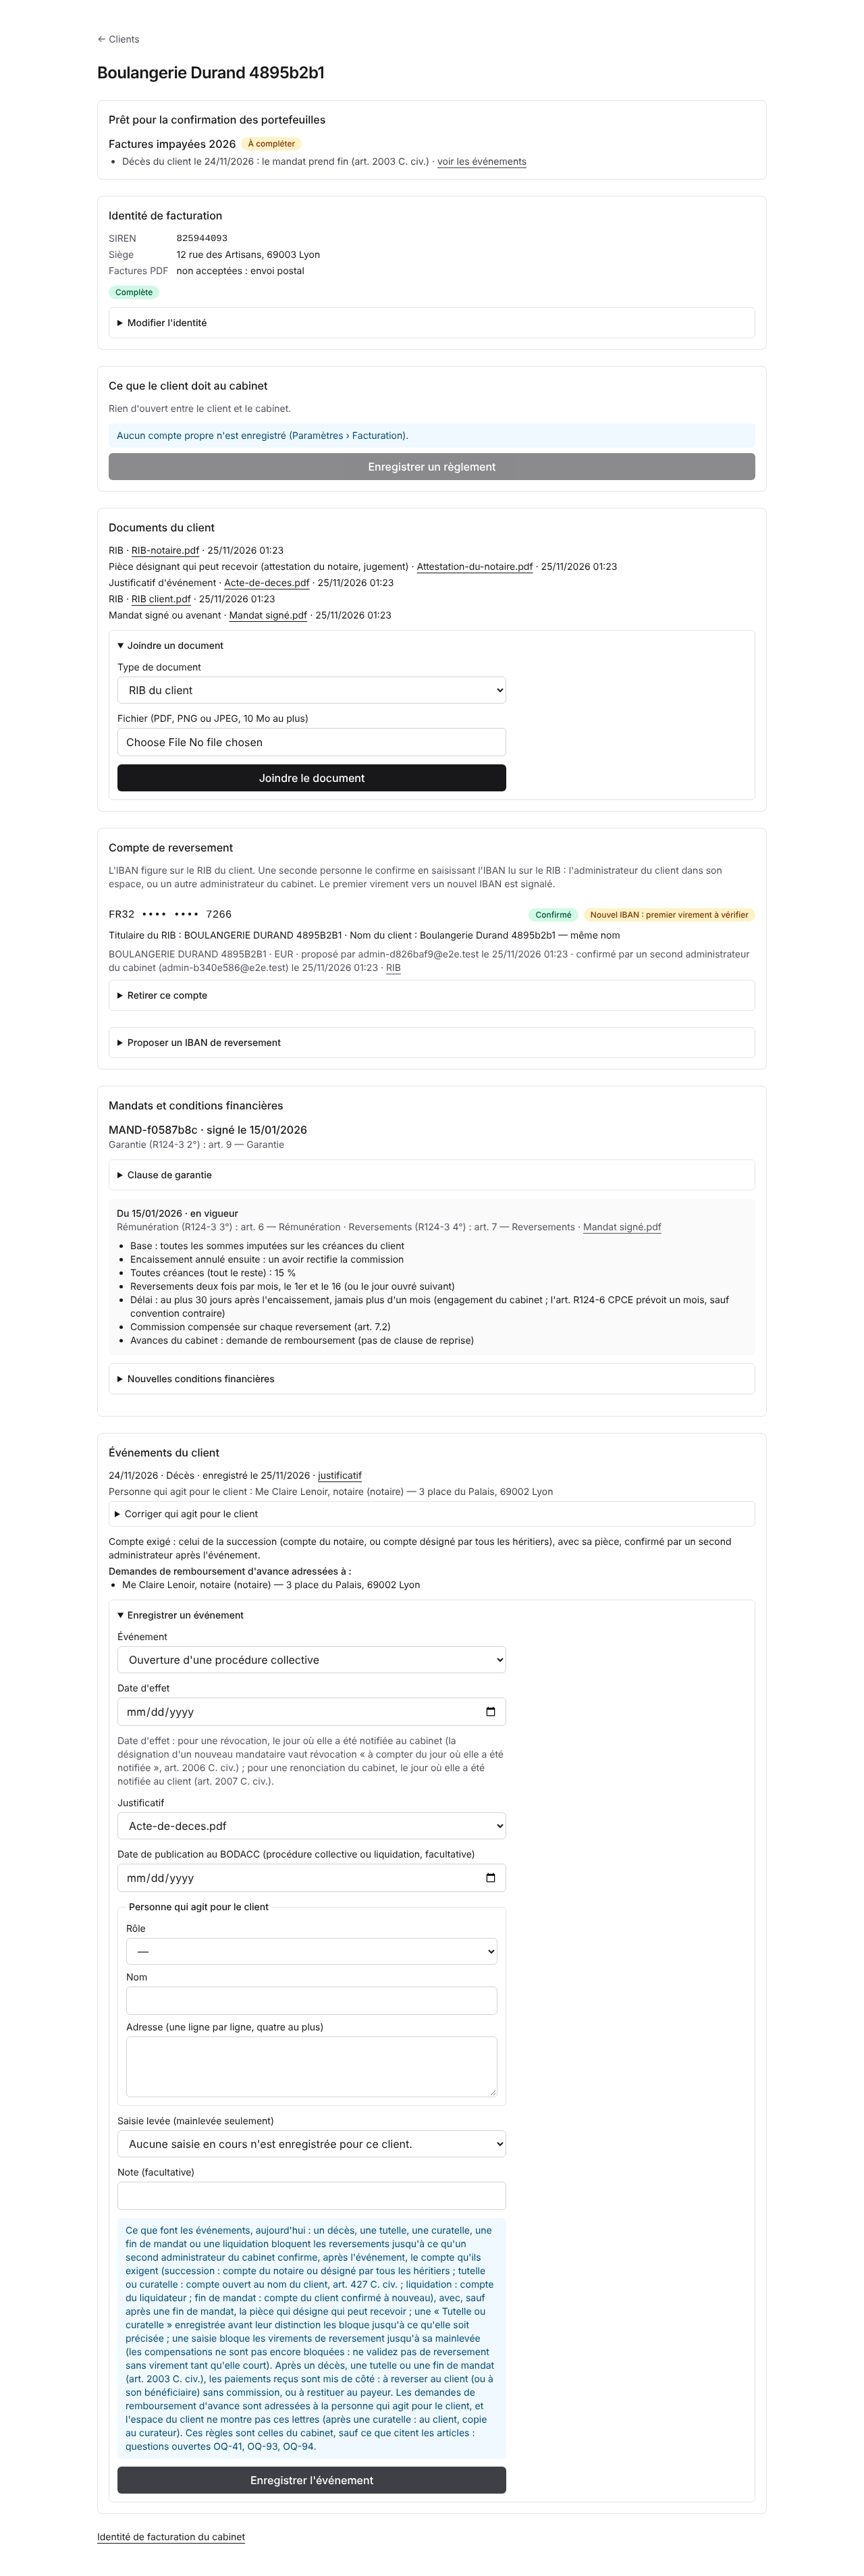 ← Clients
Boulangerie Durand 4895b2b1
Prêt pour la confirmation des portefeuilles
Factures impayées 2026 À compléter
• Décès du client le 24/11/2026 : le mandat prend fin (art. 2003 C. civ.) · voir les événements
Identité de facturation
SIREN 825944093
Siège 12 rue des Artisans, 69003 Lyon
Factures PDF non acceptées : envoi postal
Complète
▶ Modifier l'identité
Ce que le client doit au cabinet
Rien d'ouvert entre le client et le cabinet.
Aucun compte propre n'est enregistré (Paramètres › Facturation).
Enregistrer un règlement
Documents du client
RIB · RIB-notaire.pdf · 25/11/2026 01:23
Pièce désignant qui peut recevoir (attestation du notaire, jugement) · Attestation-du-notaire.pdf · 25/11/2026 01:23
Justificatif d'événement · Acte-de-deces.pdf · 25/11/2026 01:23
RIB · RIB client.pdf · 25/11/2026 01:23
Mandat signé ou avenant · Mandat signé.pdf · 25/11/2026 01:23
▼ Joindre un document
Type de document
RIB du client
Fichier (PDF, PNG ou JPEG, 10 Mo au plus)
Choose File No file chosen
Joindre le document
Compte de reversement
L'IBAN figure sur le RIB du client. Une seconde personne le confirme en saisissant l'IBAN lu sur le RIB : l'administrateur du client dans son
espace, ou un autre administrateur du cabinet. Le premier virement vers un nouvel IBAN est signalé.
FR32 •••• •••• 7266 Confirmé Nouvel IBAN : premier virement à vérifier
Titulaire du RIB : BOULANGERIE DURAND 4895B2B1 · Nom du client : Boulangerie Durand 4895b2b1 — même nom
BOULANGERIE DURAND 4895B2B1 · EUR · proposé par admin-d826baf9@e2e.test le 25/11/2026 01:23 · confirmé par un second administrateur
du cabinet (admin-b340e586@e2e.test) le 25/11/2026 01:23 · RIB
▶ Retirer ce compte
▶ Proposer un IBAN de reversement
Mandats et conditions financières
MAND-f0587b8c · signé le 15/01/2026
Garantie (R124-3 2°) : art. 9 — Garantie
▶ Clause de garantie
Du 15/01/2026 · en vigueur
Rémunération (R124-3 3°) : art. 6 — Rémunération · Reversements (R124-3 4°) : art. 7 — Reversements · Mandat signé.pdf
• Base : toutes les sommes imputées sur les créances du client
• Encaissement annulé ensuite : un avoir rectifie la commission
• Toutes créances (tout le reste) : 15 %
• Reversements deux fois par mois, le 1er et le 16 (ou le jour ouvré suivant)
• Délai : au plus 30 jours après l'encaissement, jamais plus d'un mois (engagement du cabinet ; l'art. R124-6 CPCE prévoit un mois, sauf
convention contraire)
• Commission compensée sur chaque reversement (art. 7.2)
• Avances du cabinet : demande de remboursement (pas de clause de reprise)
▶ Nouvelles conditions financières
Événements du client
24/11/2026 · Décès · enregistré le 25/11/2026 · justificatif
Personne qui agit pour le client : Me Claire Lenoir, notaire (notaire) — 3 place du Palais, 69002 Lyon
▶ Corriger qui agit pour le client
Compte exigé : celui de la succession (compte du notaire, ou compte désigné par tous les héritiers), avec sa pièce, confirmé par un second
administrateur après l'événement.
Demandes de remboursement d'avance adressées à :
• Me Claire Lenoir, notaire (notaire) — 3 place du Palais, 69002 Lyon
▼ Enregistrer un événement
Événement
Ouverture d'une procédure collective
Date d'effet
mm/dd/yyyy
Date d'effet : pour une révocation, le jour où elle a été notifiée au cabinet (la
désignation d'un nouveau mandataire vaut révocation « à compter du jour où elle a été
notifiée », art. 2006 C. civ.) ; pour une renonciation du cabinet, le jour où elle a été
notifiée au client (art. 2007 C. civ.).
Justificatif
Acte-de-deces.pdf
Date de publication au BODACC (procédure collective ou liquidation, facultative)
mm/dd/yyyy
Personne qui agit pour le client
Rôle
—
Nom
Adresse (une ligne par ligne, quatre au plus)
Saisie levée (mainlevée seulement)
Aucune saisie en cours n'est enregistrée pour ce client.
Note (facultative)
Ce que font les événements, aujourd'hui : un décès, une tutelle, une curatelle, une
fin de mandat ou une liquidation bloquent les reversements jusqu'à ce qu'un
second administrateur du cabinet confirme, après l'événement, le compte qu'ils
exigent (succession : compte du notaire ou désigné par tous les héritiers ; tutelle
ou curatelle : compte ouvert au nom du client, art. 427 C. civ. ; liquidation : compte
du liquidateur ; fin de mandat : compte du client confirmé à nouveau), avec, sauf
après une fin de mandat, la pièce qui désigne qui peut recevoir ; une « Tutelle ou
curatelle » enregistrée avant leur distinction les bloque jusqu'à ce qu'elle soit
précisée ; une saisie bloque les virements de reversement jusqu'à sa mainlevée
(les compensations ne sont pas encore bloquées : ne validez pas de reversement
sans virement tant qu'elle court). Après un décès, une tutelle ou une fin de mandat
(art. 2003 C. civ.), les paiements reçus sont mis de côté : à reverser au client (ou à
son bénéficiaire) sans commission, ou à restituer au payeur. Les demandes de
remboursement d'avance sont adressées à la personne qui agit pour le client, et
l'espace du client ne montre pas ces lettres (après une curatelle : au client, copie
au curateur). Ces règles sont celles du cabinet, sauf ce que citent les articles :
questions ouvertes OQ-41, OQ-93, OQ-94.
Enregistrer l'événement
Identité de facturation du cabinet